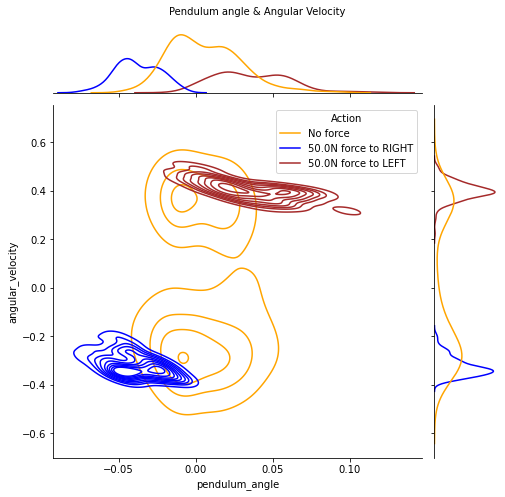 Pendulum angle & Angular Velocity
Action
No force
50.0N force to RIGHT
50.0N force to LEFT
0.6
0.4
0.2
0.0
−0.2
−0.4
−0.6
angular_velocity
−0.05
0.00
0.05
0.10
pendulum_angle